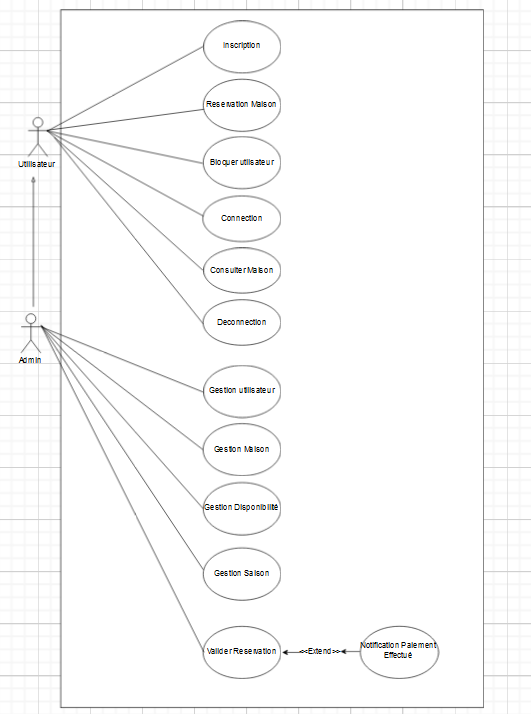 Inscription
Reservation Maison
Utilisateur
Bloquer utilisateur
Connection
Consulter Maison
Deconnection
Admin
Gestion utilisateur
Gestion Maison
Gestion Disponibilité
Gestion Saison
Valider Reservation
<<Extend>>
Notification Paiement
Effectué